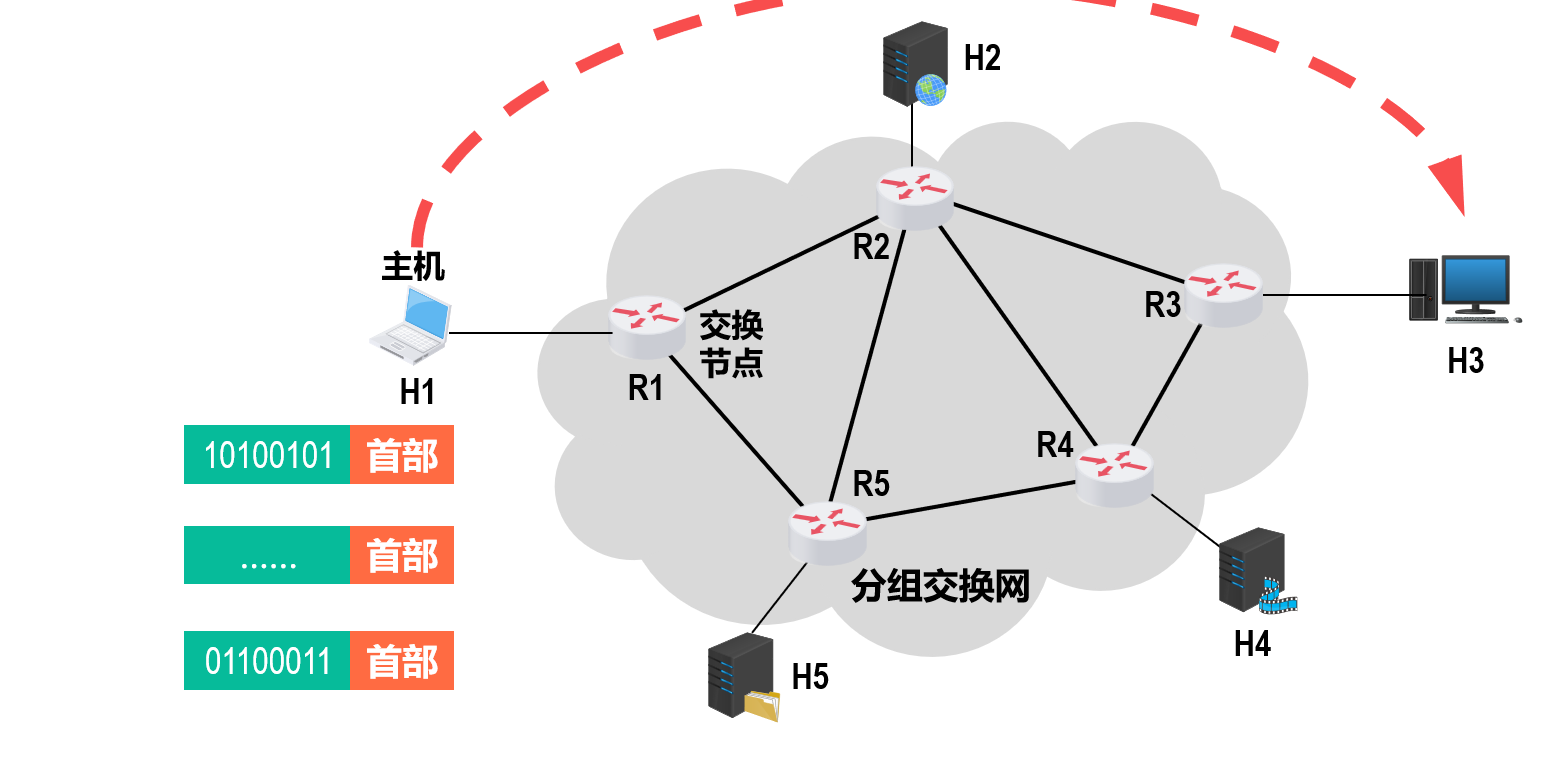 H2
主机
R2
R3
交换
节点
H3
R1
H1
10100101 首部
R4
R5
...... 首部
分组交换网
H4
01100011 首部
H5